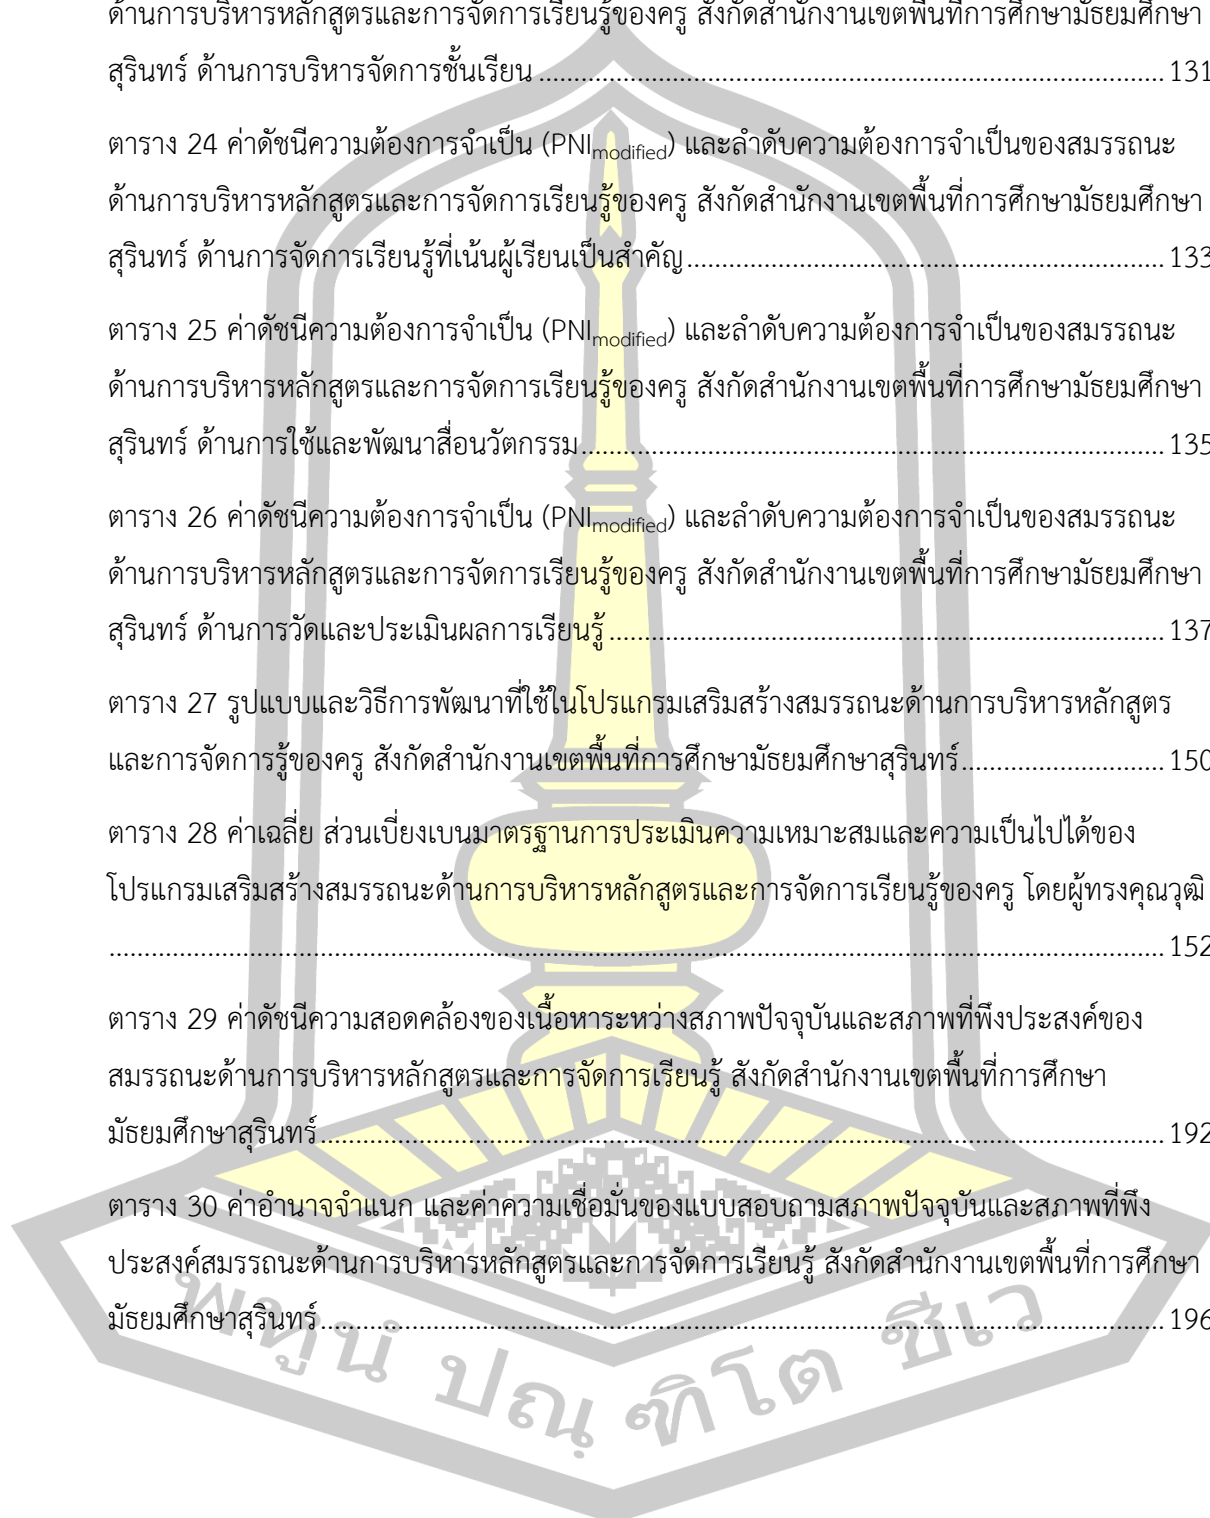 ด้านการบริหารหลักสูตรและการจัดการเรียนรู้ของครู สังกัดสำนักงานเขตพื้นที่การศึกษามัธยมศึกษา
สุรินทร์ ด้านการบริหารจัดการชั้นเรียน ........................................................................................ 131
ตาราง 24 ค่าดัชนีความต้องการจำเป็น (PNImodified) และลำดับความต้องการจำเป็นของสมรรถนะ
ด้านการบริหารหลักสูตรและการจัดการเรียนรู้ของครู สังกัดสำนักงานเขตพื้นที่การศึกษามัธยมศึกษา
สุรินทร์ ด้านการจัดการเรียนรู้ที่เน้นผู้เรียนเป็นสำคัญ ................................................................... 133
ตาราง 25 ค่าดัชนีความต้องการจำเป็น (PNImodified) และลำดับความต้องการจำเป็นของสมรรถนะ
ด้านการบริหารหลักสูตรและการจัดการเรียนรู้ของครู สังกัดสำนักงานเขตพื้นที่การศึกษามัธยมศึกษา
สุรินทร์ ด้านการใช้และพัฒนาสื่อนวัตกรรม .................................................................................. 135
ตาราง 26 ค่าดัชนีความต้องการจำเป็น (PNImodified) และลำดับความต้องการจำเป็นของสมรรถนะ
ด้านการบริหารหลักสูตรและการจัดการเรียนรู้ของครู สังกัดสำนักงานเขตพื้นที่การศึกษามัธยมศึกษา
สุรินทร์ ด้านการวัดและประเมินผลการเรียนรู้ .............................................................................. 137
ตาราง 27 รูปแบบและวิธีการพัฒนาที่ใช้ในโปรแกรมเสริมสร้างสมรรถนะด้านการบริหารหลักสูตร
และการจัดการรู้ของครู สังกัดสำนักงานเขตพื้นที่การศึกษามัธยมศึกษาสุรินทร์ ............................. 150
ตาราง 28 ค่าเฉลี่ย ส่วนเบี่ยงเบนมาตรฐานการประเมินความเหมาะสมและความเป็นไปได้ของ
โปรแกรมเสริมสร้างสมรรถนะด้านการบริหารหลักสูตรและการจัดการเรียนรู้ของครู โดยผู้ทรงคุณวุฒิ
.................................................................................................................................................... 152
ตาราง 29 ค่าดัชนีความสอดคล้องของเนื้อหาระหว่างสภาพปัจจุบันและสภาพที่พึงประสงค์ของ
สมรรถนะด้านการบริหารหลักสูตรและการจัดการเรียนรู้ สังกัดสำนักงานเขตพื้นที่การศึกษา
มัธยมศึกษาสุรินทร์ ...................................................................................................................... 192
ตาราง 30 ค่าอำนาจจำแนก และค่าความเชื่อมั่นของแบบสอบถามสภาพปัจจุบันและสภาพที่พึง
ประสงค์สมรรถนะด้านการบริหารหลักสูตรและการจัดการเรียนรู้ สังกัดสำนักงานเขตพื้นที่การศึกษา
มัธยมศึกษาสุรินทร์ ...................................................................................................................... 196
พหูนํ ปณฺฑิโต ชีเว